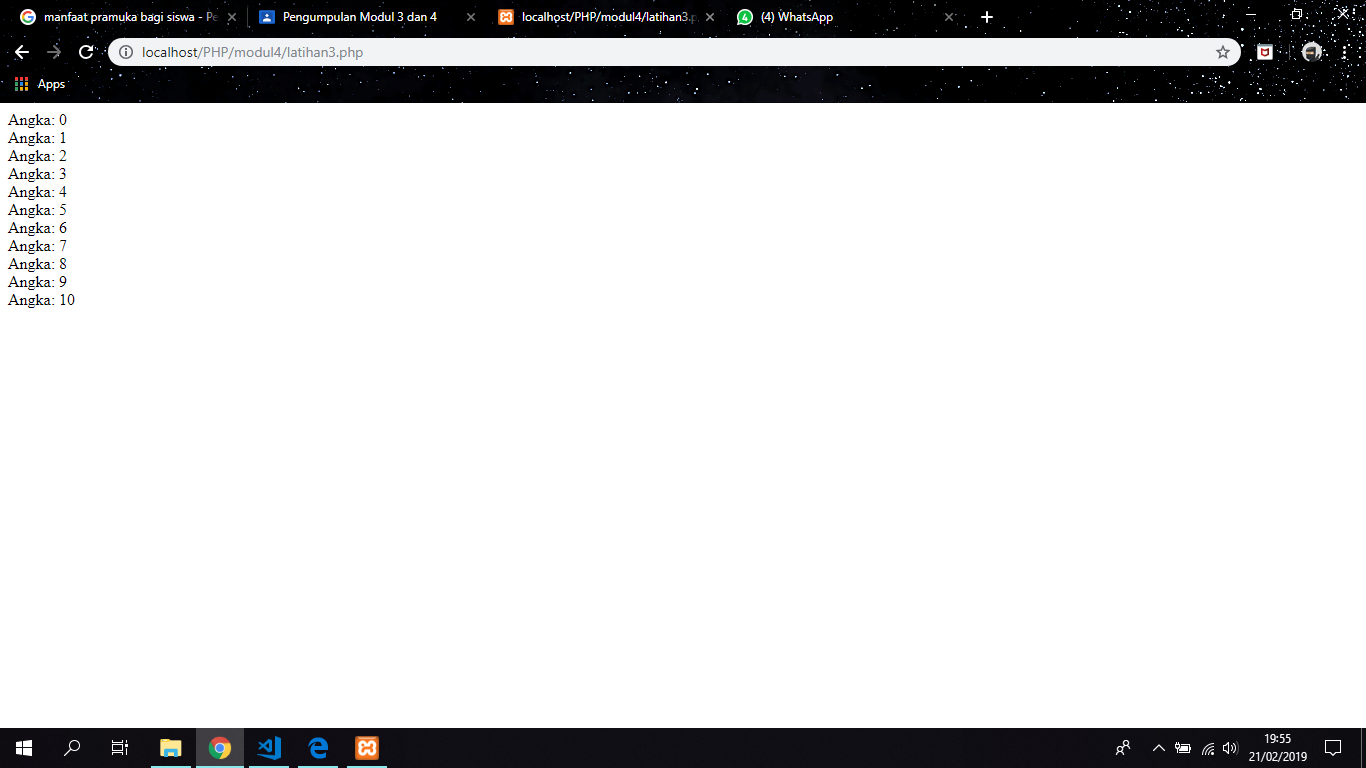 manfaat pramuka bagi siswa - Pe
Pengumpulan Modul 3 dan 4
localhost/PHP/modul4/latihan3.p
(4) WhatsApp
localhost/PHP/modul4/latihan3.php
Apps
Angka: 0
Angka: 1
Angka: 2
Angka: 3
Angka: 4
Angka: 5
Angka: 6
Angka: 7
Angka: 8
Angka: 9
Angka: 10
19:55
21/02/2019